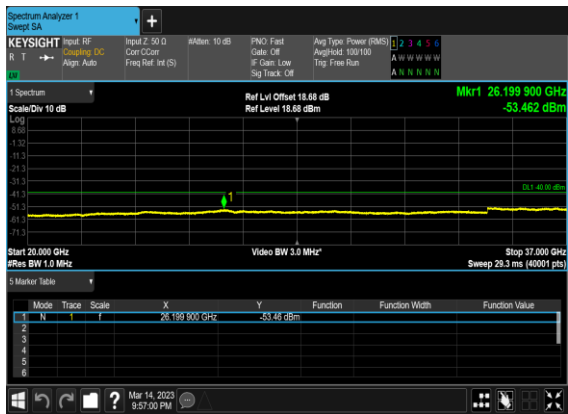 Spectrum Analyzer 1
Swept SA
+
KEYSIGHT Input: RF Input Z: 50 Ω #Atten: 10 dB PNO: Fast Avg Type: Power (RMS) 1 2 3 4 5 6
R T Coupling: DC Corr CCorr Gate: Off Avg|Hold: 100/100 A W W W W W
Align: Auto Freq Ref: Int (S) IF Gain: Low Trig: Free Run
Sig Track: Off A N N N N N
1 Spectrum Ref Lvl Offset 18.68 dB Mkr1 26.199 900 GHz
Scale/Div 10 dB Ref Level 18.68 dBm -53.462 dBm
Log
8.68
-1.32
-11.3
-21.3
-31.3
-41.3 DL1 -40.00 dBm
1
-51.3
-61.3
-71.3
Start 20.000 GHz Video BW 3.0 MHz* Stop 37.000 GHz
#Res BW 1.0 MHz Sweep 29.3 ms (40001 pts)
5 Marker Table
Mode Trace Scale X Y Function Function Width Function Value
1 N 1 f 26.199 900 GHz -53.46 dBm
2
3
4
5
6
? Mar 14, 2023
9:57:00 PM